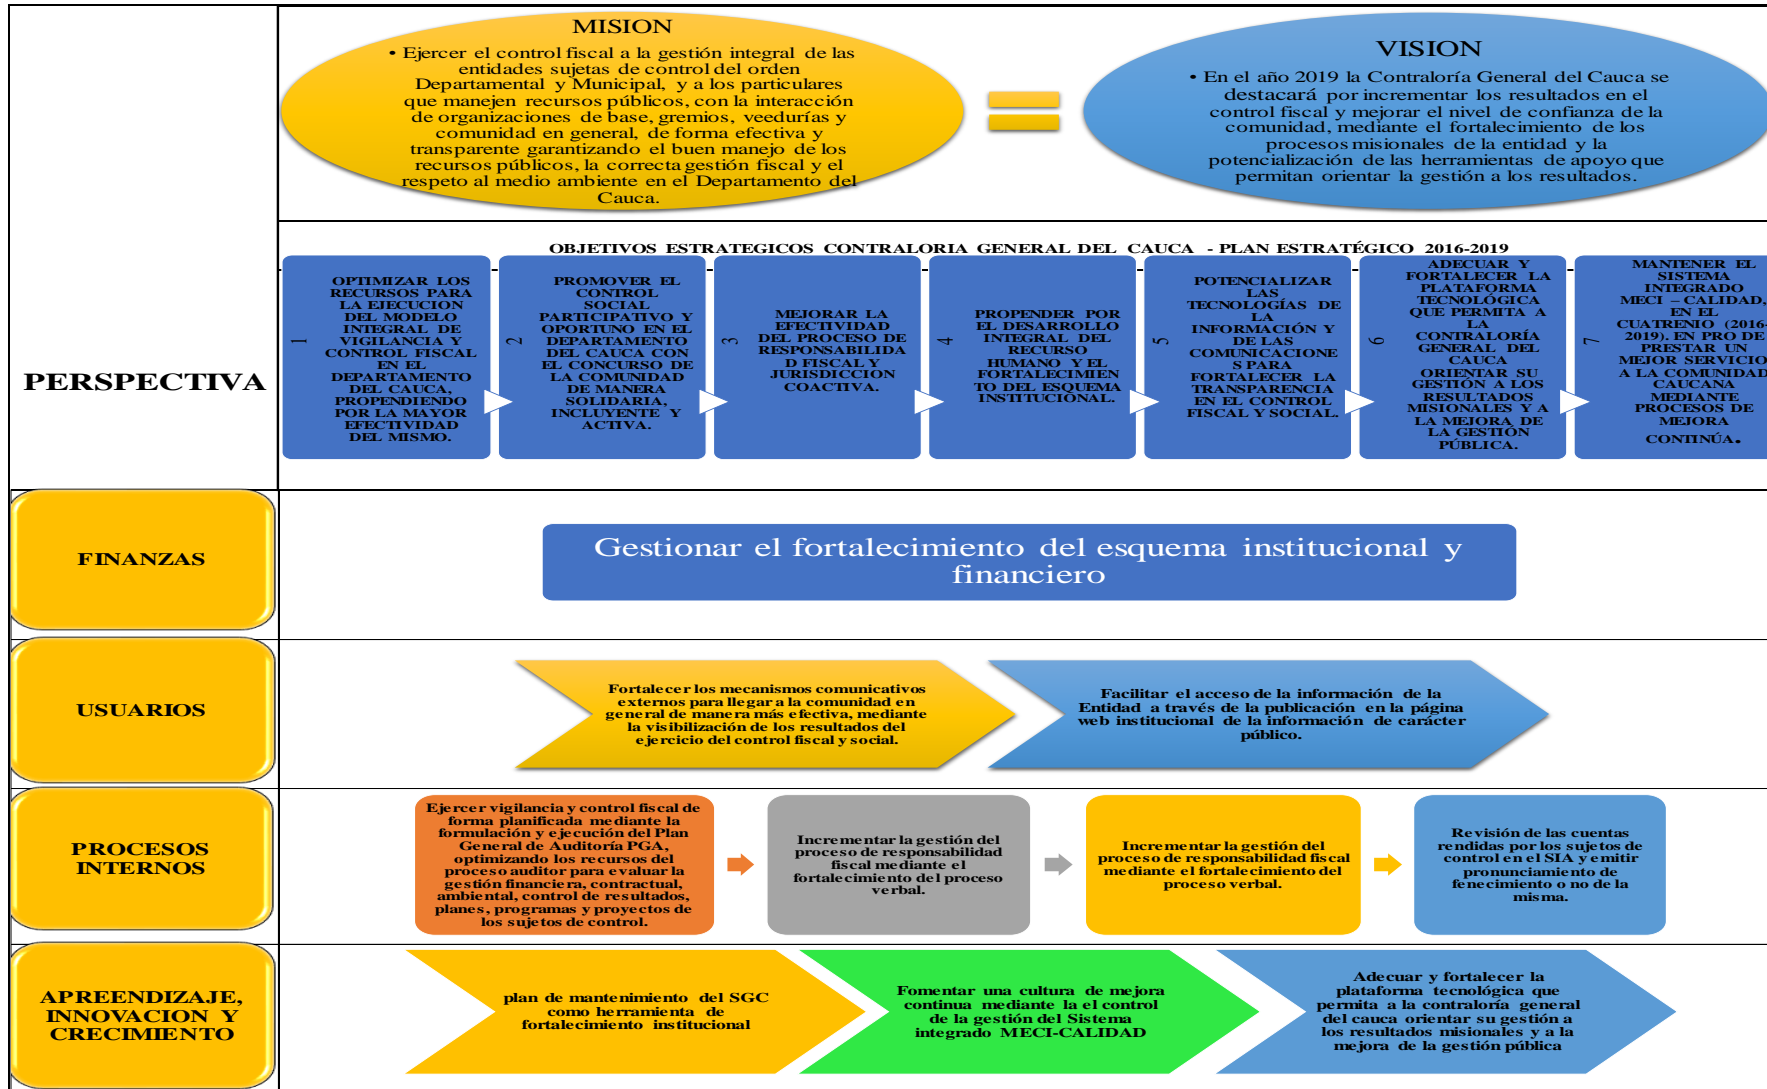 MISION
• Ejercer el control fiscal a la gestión integral de las
entidades sujetas de control del orden
Departamental y Municipal, y a los particulares
que manejen recursos públicos, con la interacción
de organizaciones de base, gremios, veedurías y
comunidad en general, de forma efectiva y
transparente garantizando el buen manejo de los
recursos públicos, la correcta gestión fiscal y el
respeto al medio ambiente en el Departamento del
Cauca.
VISION
• En el año 2019 la Contraloría General del Cauca se
destacará por incrementar los resultados en el
control fiscal y mejorar el nivel de confianza de la
comunidad, mediante el fortalecimiento de los
procesos misionales de la entidad y la
potencialización de las herramientas de apoyo que
permitan orientar la gestión a los resultados.
PERSPECTIVA
OBJETIVOS ESTRATEGICOS CONTRALORIA GENERAL DEL CAUCA - PLAN ESTRATÉGICO 2016-2019
1
OPTIMIZAR LOS
RECURSOS PARA
LA EJECUCION
DEL MODELO
INTEGRAL DE
VIGILANCIA Y
CONTROL FISCAL
EN EL
DEPARTAMENTO
DEL CAUCA,
PROPENDIENDO
POR LA MAYOR
EFECTIVIDAD
DEL MISMO.
2
PROMOVER EL
CONTROL
SOCIAL
PARTICIPATIVO Y
OPORTUNO EN EL
DEPARTAMENTO
DEL CAUCA CON
EL CONCURSO DE
LA COMUNIDAD
DE MANERA
SOLIDARIA,
INCLUYENTE Y
ACTIVA.
3
MEJORAR LA
EFECTIVIDAD
DEL PROCESO DE
RESPONSABILIDA
D FISCAL Y
JURISDICCION
COACTIVA.
4
PROPENDER POR
EL DESARROLLO
INTEGRAL DEL
RECURSO
HUMANO Y EL
FORTALECIMIEN
TO DEL ESQUEMA
INSTITUCIONAL.
5
POTENCIALIZAR
LAS
TECNOLOGÍAS DE
LA
INFORMACIÓN Y
DE LAS
COMUNICACIONE
S PARA
FORTALECER LA
TRANSPARENCIA
EN EL CONTROL
FISCAL Y SOCIAL.
6
ADECUAR Y
FORTALECER LA
PLATAFORMA
TECNOLÓGICA
QUE PERMITA A
LA
CONTRALORÍA
GENERAL DEL
CAUCA
ORIENTAR SU
GESTIÓN A LOS
RESULTADOS
MISIONALES Y A
LA MEJORA DE
LA GESTIÓN
PÚBLICA.
7
MANTENER EL
SISTEMA
INTEGRADO
MECI – CALIDAD,
EN EL
CUATRENIO (2016-
2019), EN PRO DE
PRESTAR UN
MEJOR SERVICIO
A LA COMUNIDAD
CAUCANA
MEDIANTE
PROCESOS DE
MEJORA
CONTINÚA.
FINANZAS
Gestionar el fortalecimiento del esquema institucional y
financiero
USUARIOS
Fortalecer los mecanismos comunicativos
externos para llegar a la comunidad en
general de manera más efectiva, mediante
la visibilización de los resultados del
ejercicio del control fiscal y social.
Facilitar el acceso de la información de la
Entidad a través de la publicación en la página
web institucional de la información de carácter
público.
PROCESOS
INTERNOS
Ejercer vigilancia y control fiscal de
forma planificada mediante la
formulación y ejecución del Plan
General de Auditoría PGA,
optimizando los recursos del
proceso auditor para evaluar la
gestión financiera, contractual,
ambiental, control de resultados,
planes, programas y proyectos de
los sujetos de control.
Incrementar la gestión del
proceso de responsabilidad
fiscal mediante el
fortalecimiento del proceso
verbal.
Incrementar la gestión del
proceso de responsabilidad fiscal
mediante el fortalecimiento del
proceso verbal.
Revisión de las cuentas
rendidas por los sujetos de
control en el SIA y emitir
pronunciamiento de
fenecimiento o no de la
misma.
APREENDIZAJE,
INNOVACION Y
CRECIMIENTO
plan de mantenimiento del SGC
como herramienta de
fortalecimiento institucional
Fomentar una cultura de mejora
continua mediante la el control
de la gestión del Sistema
integrado MECI-CALIDAD
Adecuar y fortalecer la
plataforma tecnológica que
permita a la contraloría general
del cauca orientar su gestión a
los resultados misionales y a la
mejora de la gestión pública